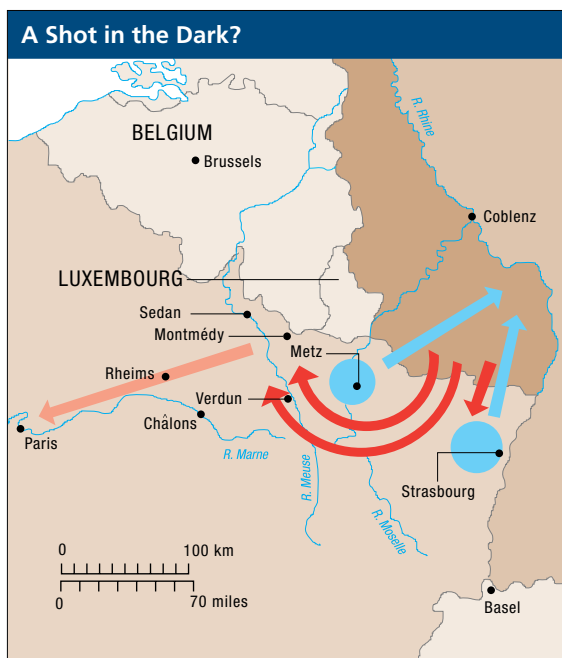 A Shot in the Dark?
R. Rhine
BELGIUM
Brussels
Coblenz
LUXEMBOURG
Sedan
Montmédy
Metz
Rheims
Verdun
Châlons
Paris
R. Marne
R. Meuse
Strasbourg
R. Moselle
0 100 km
0 70 miles
Basel